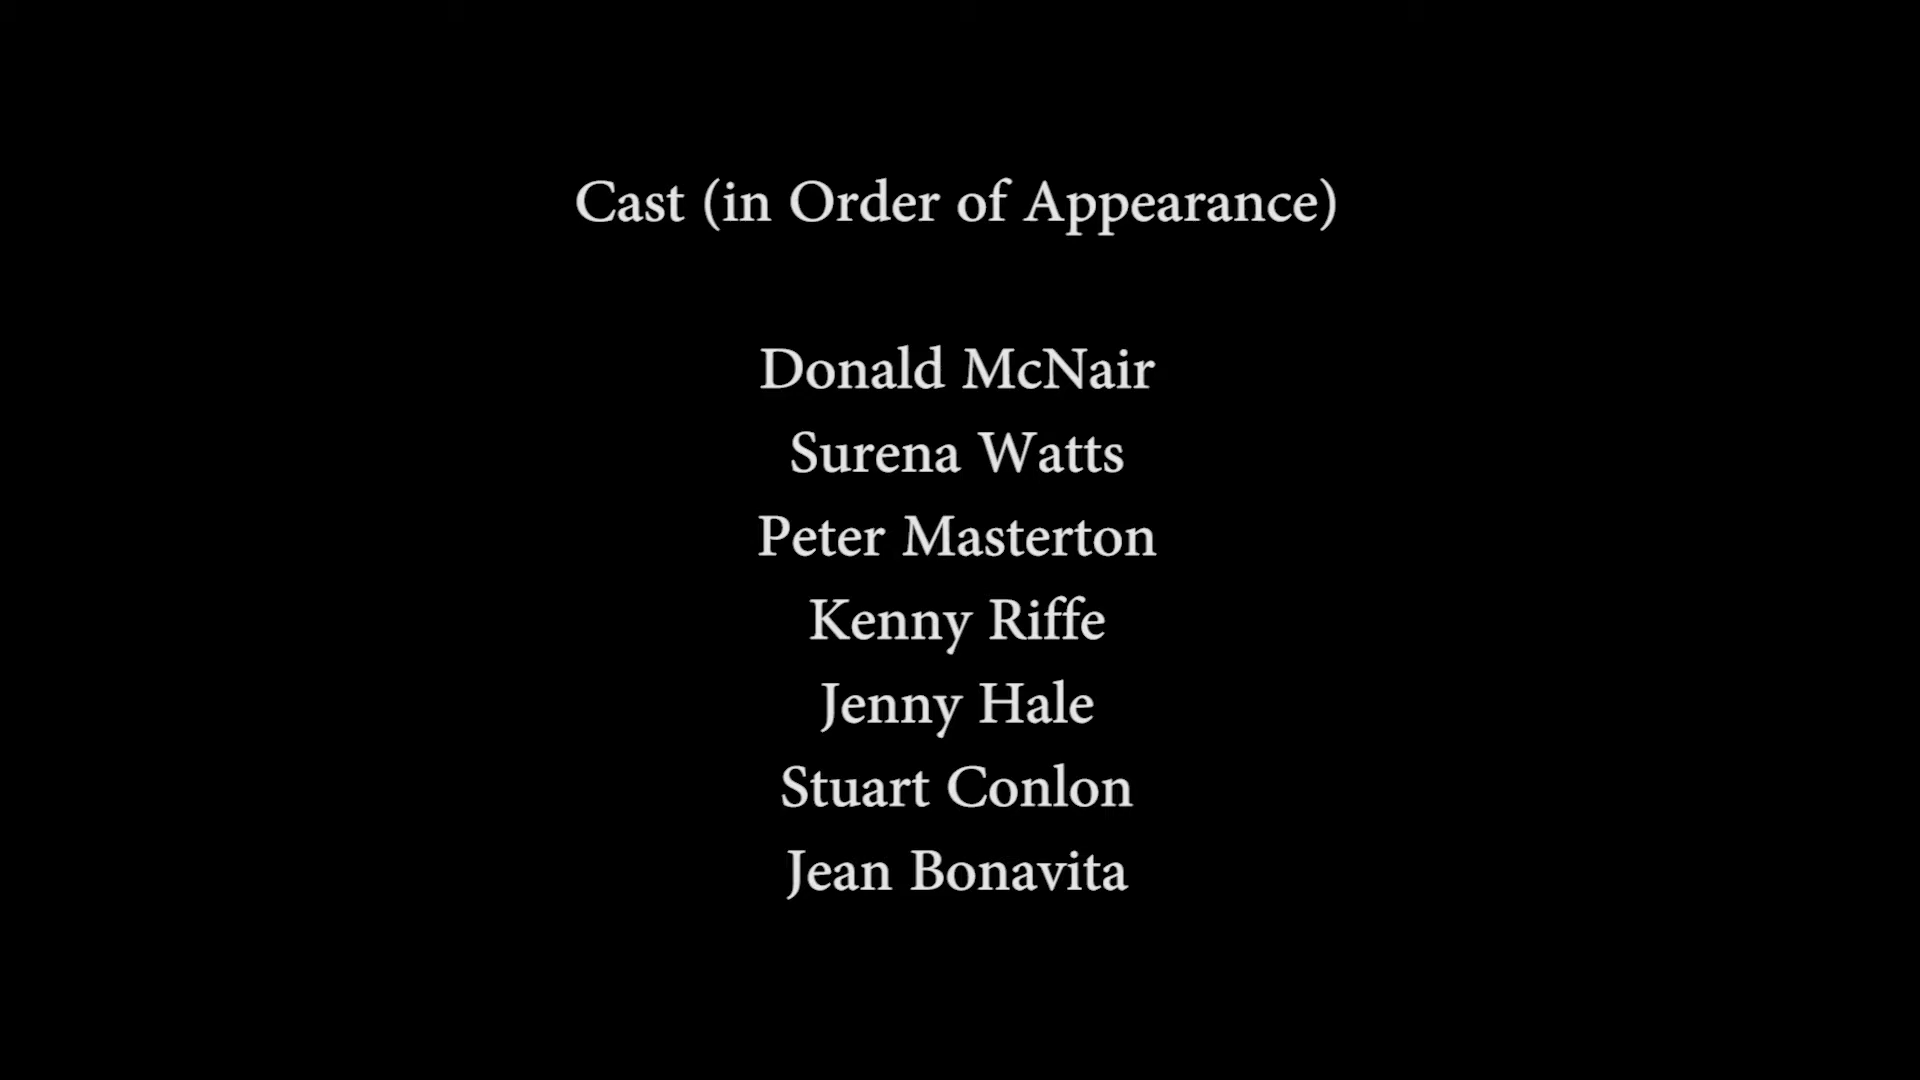 Cast (in Order of Appearance)
Donald McNair
Surena Watts
Peter Masterton
Kenny Riffe
Jenny Hale
Stuart Conlon
Jean Bonavita